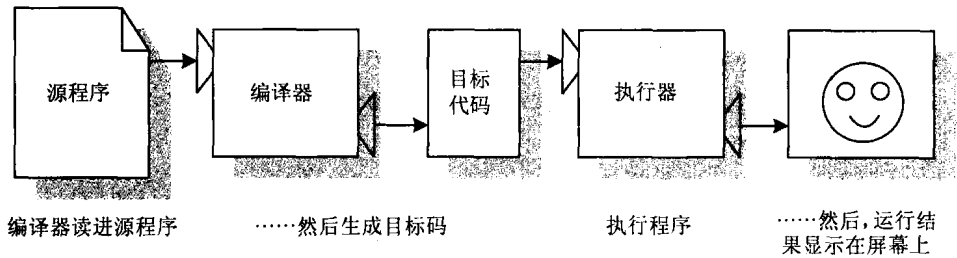 源程序
编译器
目标
代码
执行器
编译器读进源程序
……然后生成目标码
执行程序
……然后,运行结
果显示在屏幕上